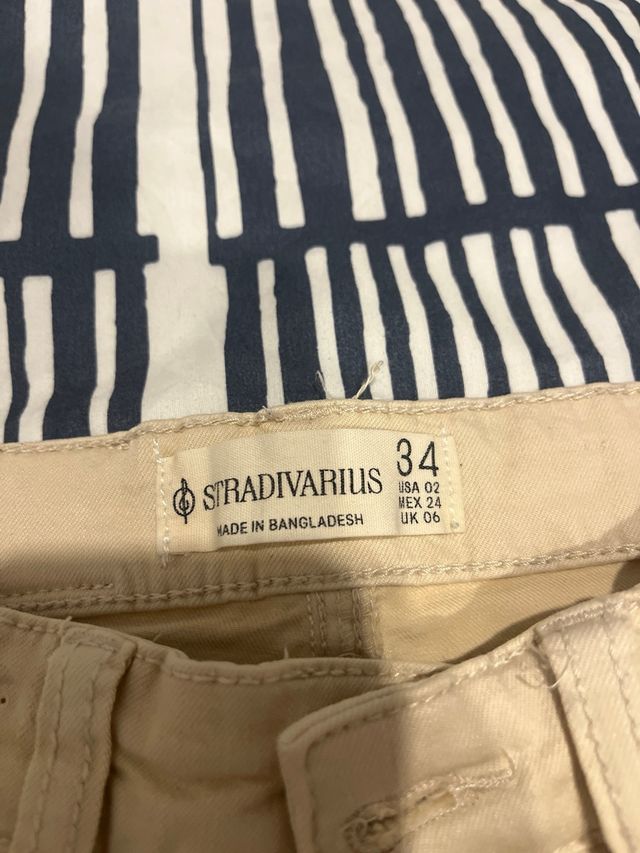 STRADIVARIUS
MADE IN BANGLADESH
34
USA 02
MEX 24
UK 06